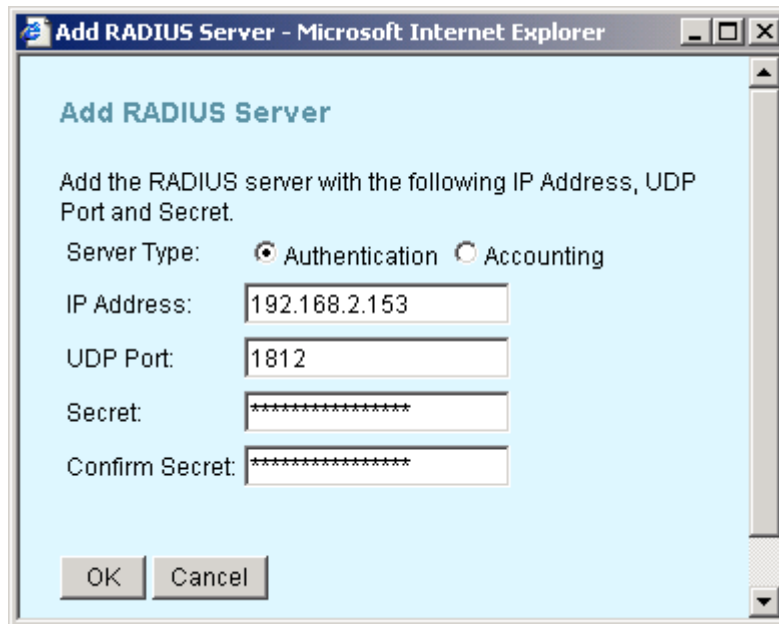 Add RADIUS Server - Microsoft Internet Explorer
Add RADIUS Server
Add the RADIUS server with the following IP Address, UDP
Port and Secret.
Server Type: Authentication Accounting
IP Address: 192.168.2.153
UDP Port: 1812
Secret: ****************
Confirm Secret: ****************
OK Cancel